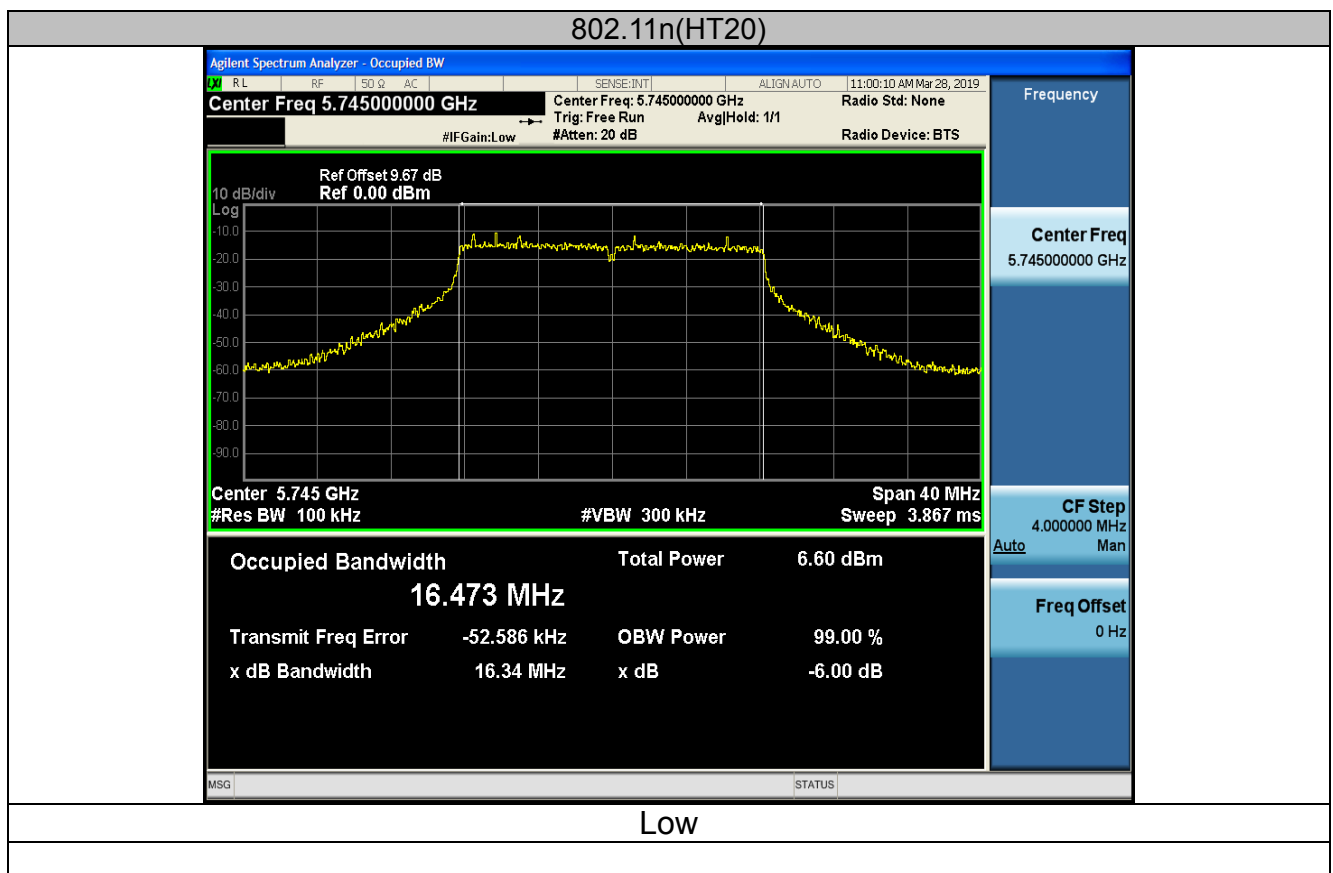 802.11n(HT20)
Agilent Spectrum Analyzer - Occupied BW
LXI RL RF 50 Ω AC SENSE:INT ALIGN AUTO 11:00:10 AM Mar 28, 2019
Center Freq 5.745000000 GHz
Center Freq: 5.745000000 GHz
Radio Std: None
Trig: Free Run Avg|Hold: 1/1
#IFGain:Low
#Atten: 20 dB
Radio Device: BTS
Frequency
Ref Offset 9.67 dB
10 dB/div Ref 0.00 dBm
Log
-10.0
-20.0
-30.0
-40.0
-50.0
-60.0
-70.0
-80.0
-90.0
Center 5.745 GHz Span 40 MHz
#Res BW 100 kHz #VBW 300 kHz Sweep 3.867 ms
Center Freq
5.745000000 GHz
CF Step
4.000000 MHz
Auto Man
Freq Offset
0 Hz
Occupied Bandwidth Total Power 6.60 dBm
16.473 MHz
Transmit Freq Error -52.586 kHz OBW Power 99.00 %
x dB Bandwidth 16.34 MHz x dB -6.00 dB
MSG STATUS
Low